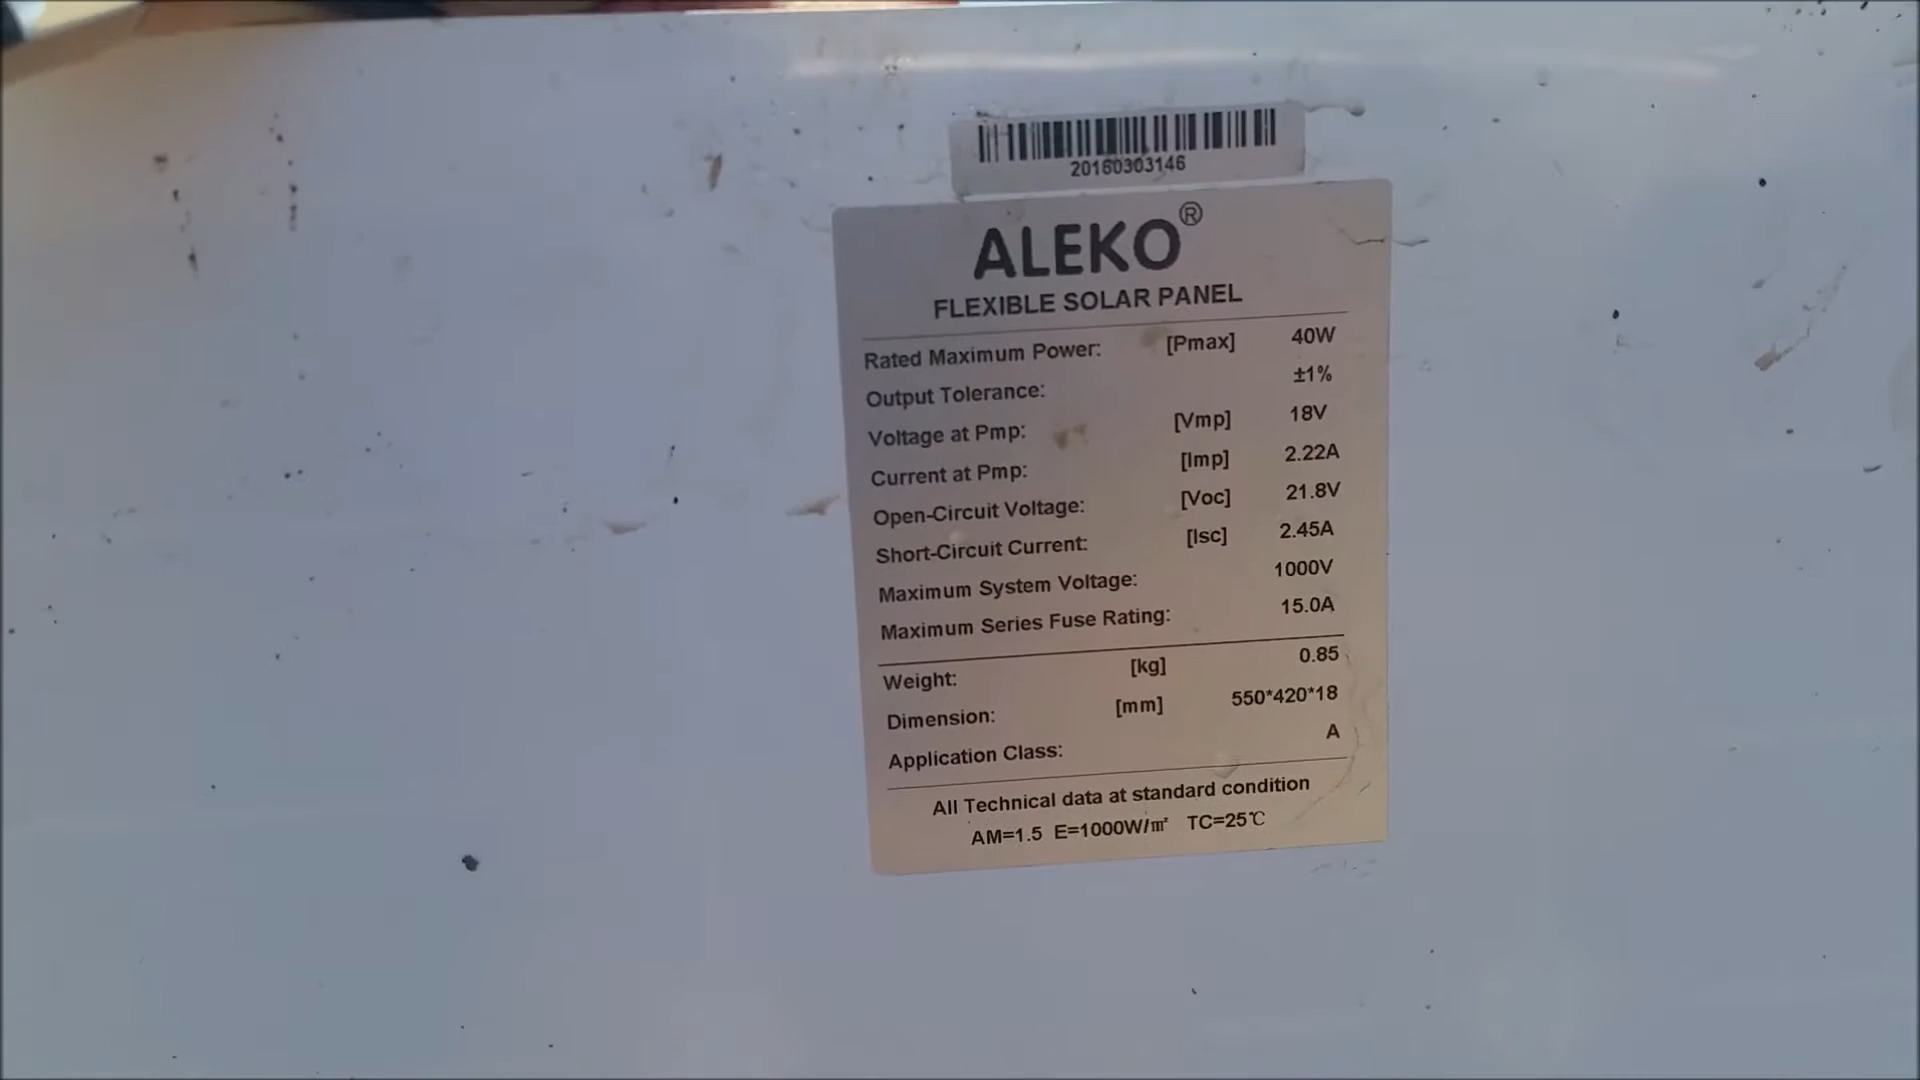 20160303146
ALEKO®
FLEXIBLE SOLAR PANEL
Rated Maximum Power: [Pmax] 40W
Output Tolerance: ±1%
Voltage at Pmp: [Vmp] 18V
Current at Pmp: [Imp] 2.22A
Open-Circuit Voltage: [Voc] 21.8V
Short-Circuit Current: [Isc] 2.45A
Maximum System Voltage: 1000V
Maximum Series Fuse Rating: 15.0A
Weight: [kg] 0.85
Dimension: [mm] 550*420*18
Application Class: A
All Technical data at standard condition
AM=1.5 E=1000W/㎡ TC=25℃